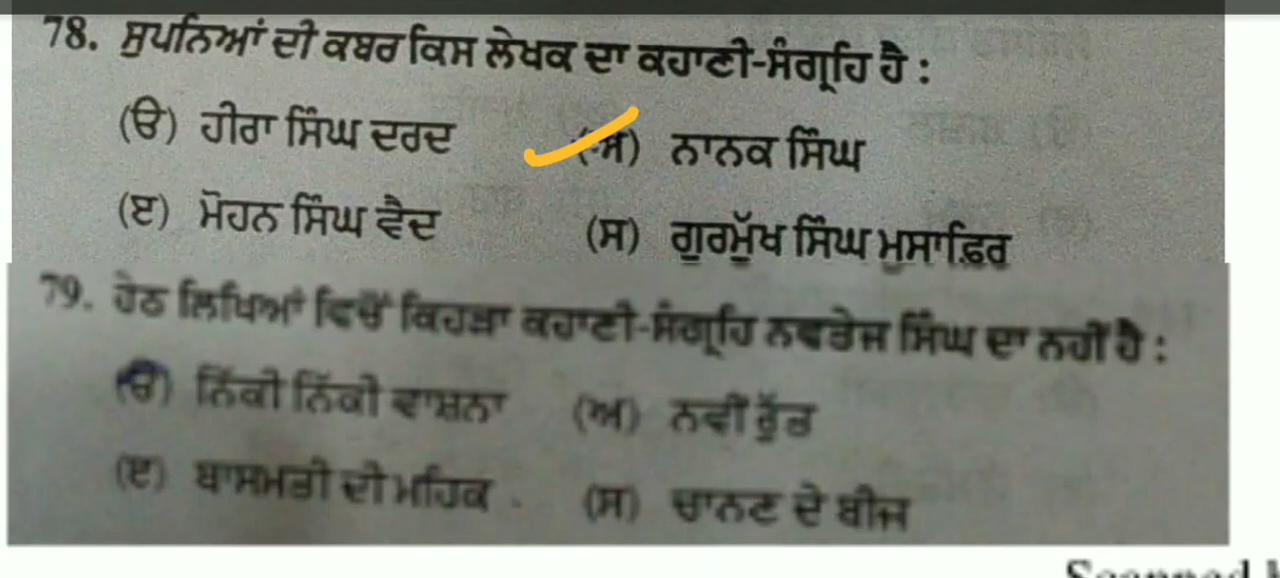 78. ਸੁਪਨਿਆਂ ਦੀ ਕਬਰ ਕਿਸ ਲੇਖਕ ਦਾ ਕਹਾਣੀ-ਸੰਗ੍ਰਹਿ ਹੈ :
(ੳ) ਹੀਰਾ ਸਿੰਘ ਦਰਦ (ਅ) ਨਾਨਕ ਸਿੰਘ
(ੲ) ਮੋਹਨ ਸਿੰਘ ਵੈਦ (ਸ) ਗੁਰਮੁੱਖ ਸਿੰਘ ਮੁਸਾਫ਼ਿਰ
79. ਹੇਠ ਲਿਖਿਆਂ ਵਿਚੋਂ ਕਿਹੜਾ ਕਹਾਣੀ-ਸੰਗ੍ਰਹਿ ਨਵਤੇਜ ਸਿੰਘ ਦਾ ਨਹੀਂ ਹੈ :
(ੳ) ਨਿੱਕੀ ਨਿੱਕੀ ਵਾਸ਼ਨਾ (ਅ) ਨਵੀਂ ਰੁੱਤ
(ੲ) ਬਾਸਮਤੀ ਦੀ ਮਹਿਕ (ਸ) ਚਾਨਣ ਦੇ ਬੀਜ